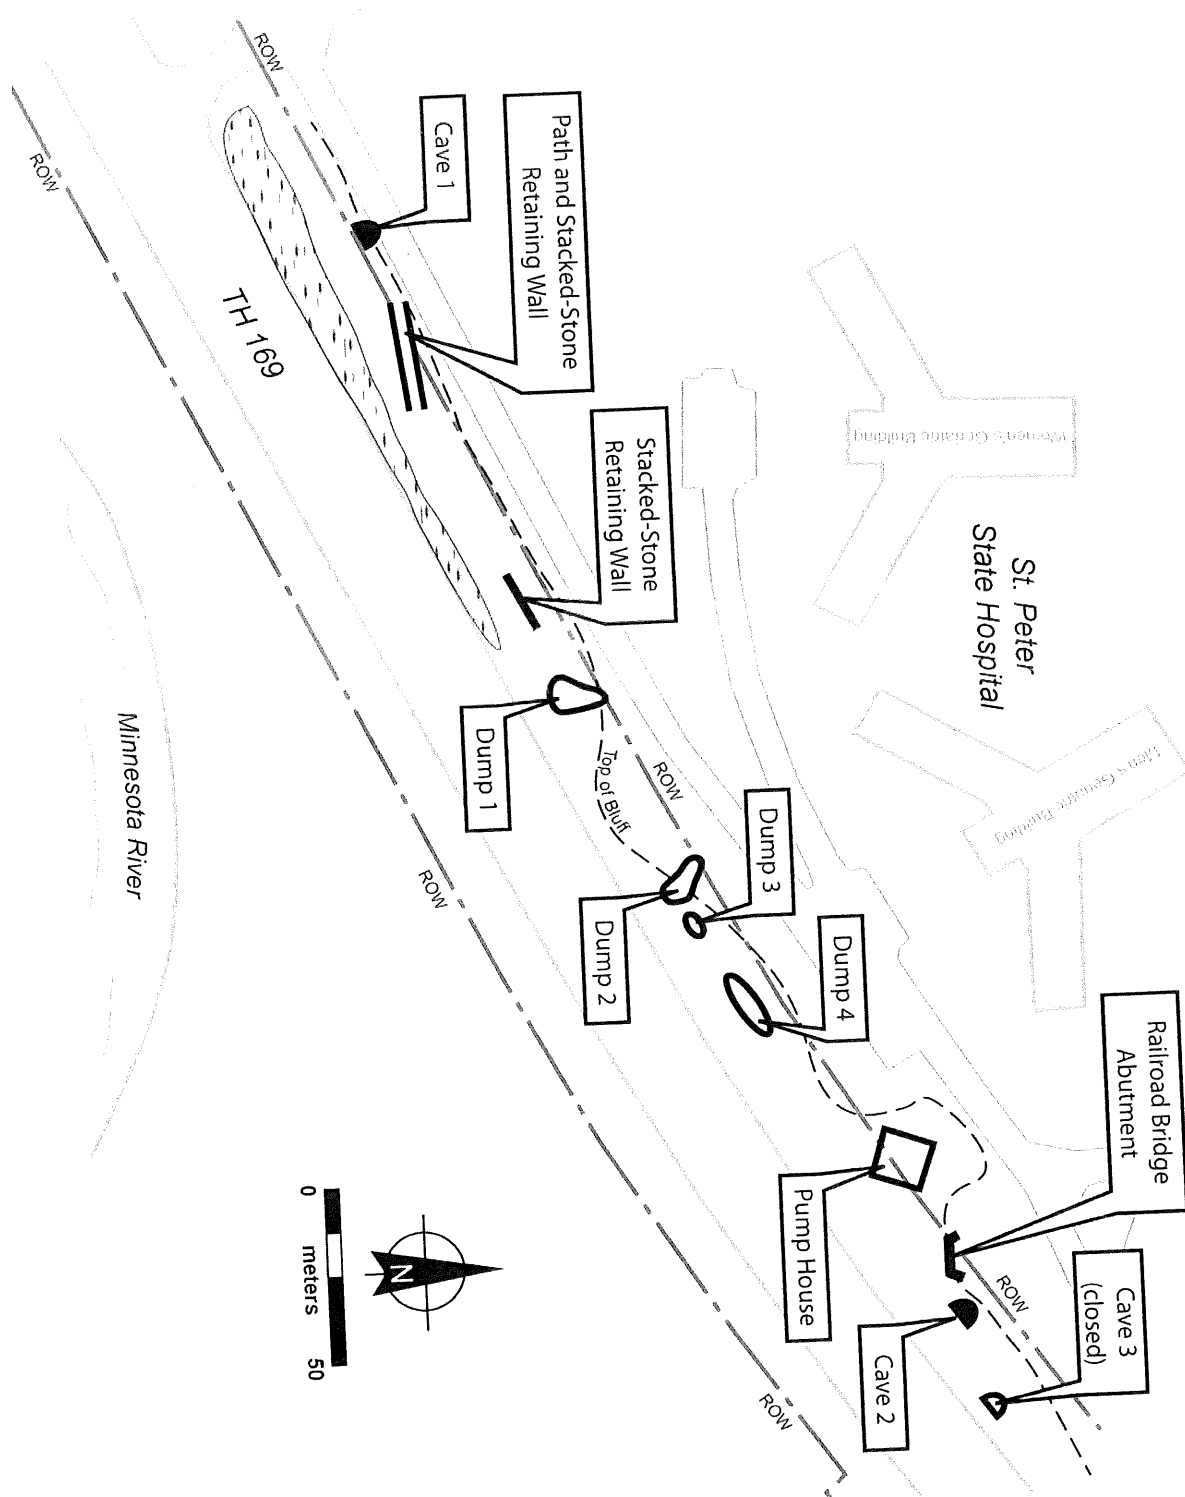 ROW
ROW
Cave 1
Path and Stacked-Stone
Retaining Wall
TH 169
Stacked-Stone
Retaining Wall
Women's Geriatric Building
St. Peter
State Hospital
Men's Geriatric Building
Minnesota River
Dump 1
Top of Bluff
ROW
ROW
Dump 2
Dump 3
Dump 4
Railroad Bridge
Abutment
Pump House
ROW
Cave 3
(closed)
Cave 2
ROW
N
0
meters
50